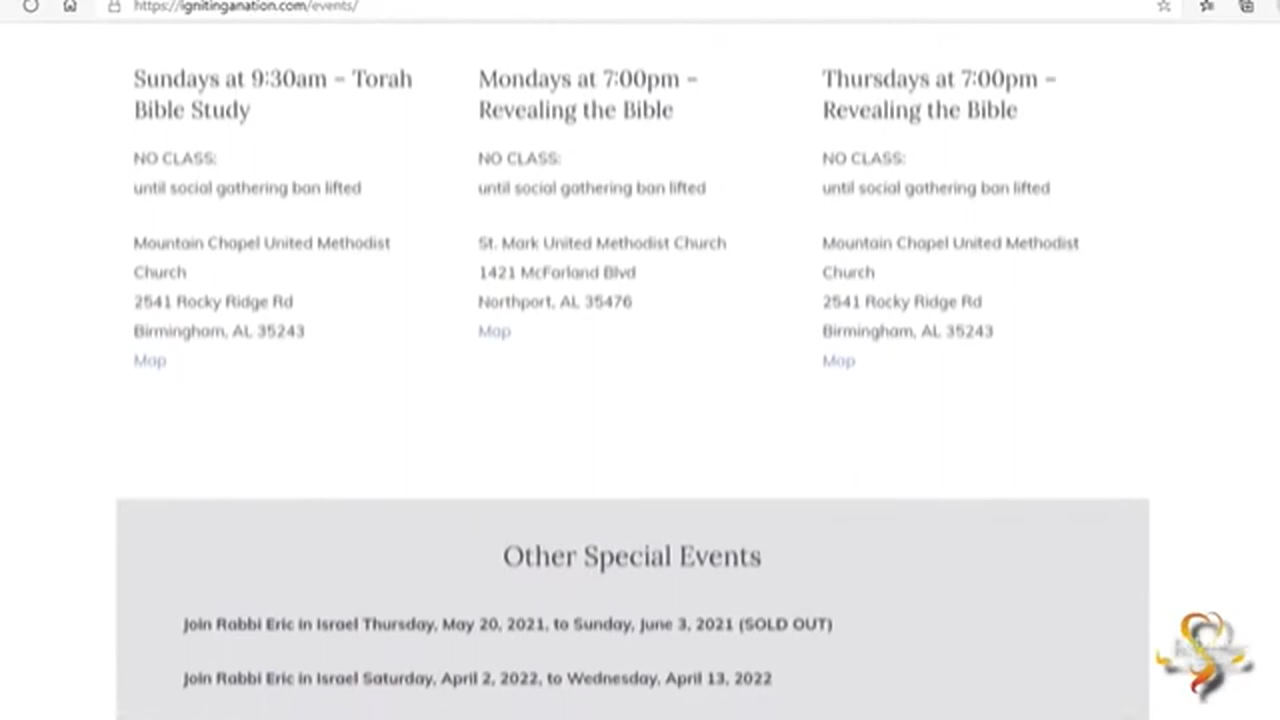 https://ignitinganation.com/events/
Sundays at 9:30am – Torah
Bible Study
NO CLASS:
until social gathering ban lifted
Mountain Chapel United Methodist
Church
2541 Rocky Ridge Rd
Birmingham, AL 35243
Map
Mondays at 7:00pm –
Revealing the Bible
NO CLASS:
until social gathering ban lifted
St. Mark United Methodist Church
1421 McFarland Blvd
Northport, AL 35476
Map
Thursdays at 7:00pm –
Revealing the Bible
NO CLASS:
until social gathering ban lifted
Mountain Chapel United Methodist
Church
2541 Rocky Ridge Rd
Birmingham, AL 35243
Map
Other Special Events
Join Rabbi Eric in Israel Thursday, May 20, 2021, to Sunday, June 3, 2021 (SOLD OUT)
Join Rabbi Eric in Israel Saturday, April 2, 2022, to Wednesday, April 13, 2022